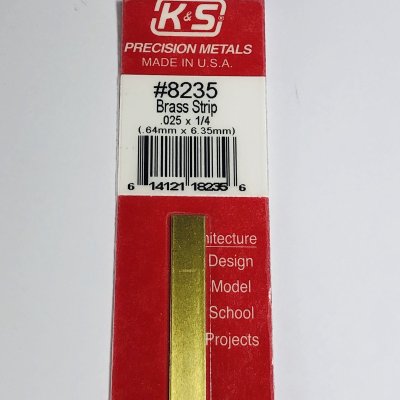 K&S
PRECISION METALS
MADE IN U.S.A.
#8235
Brass Strip
.025 x 1/4
(.64mm x 6.35mm)
6 14121 18235 6
hitecture
Design
Model
School
Projects